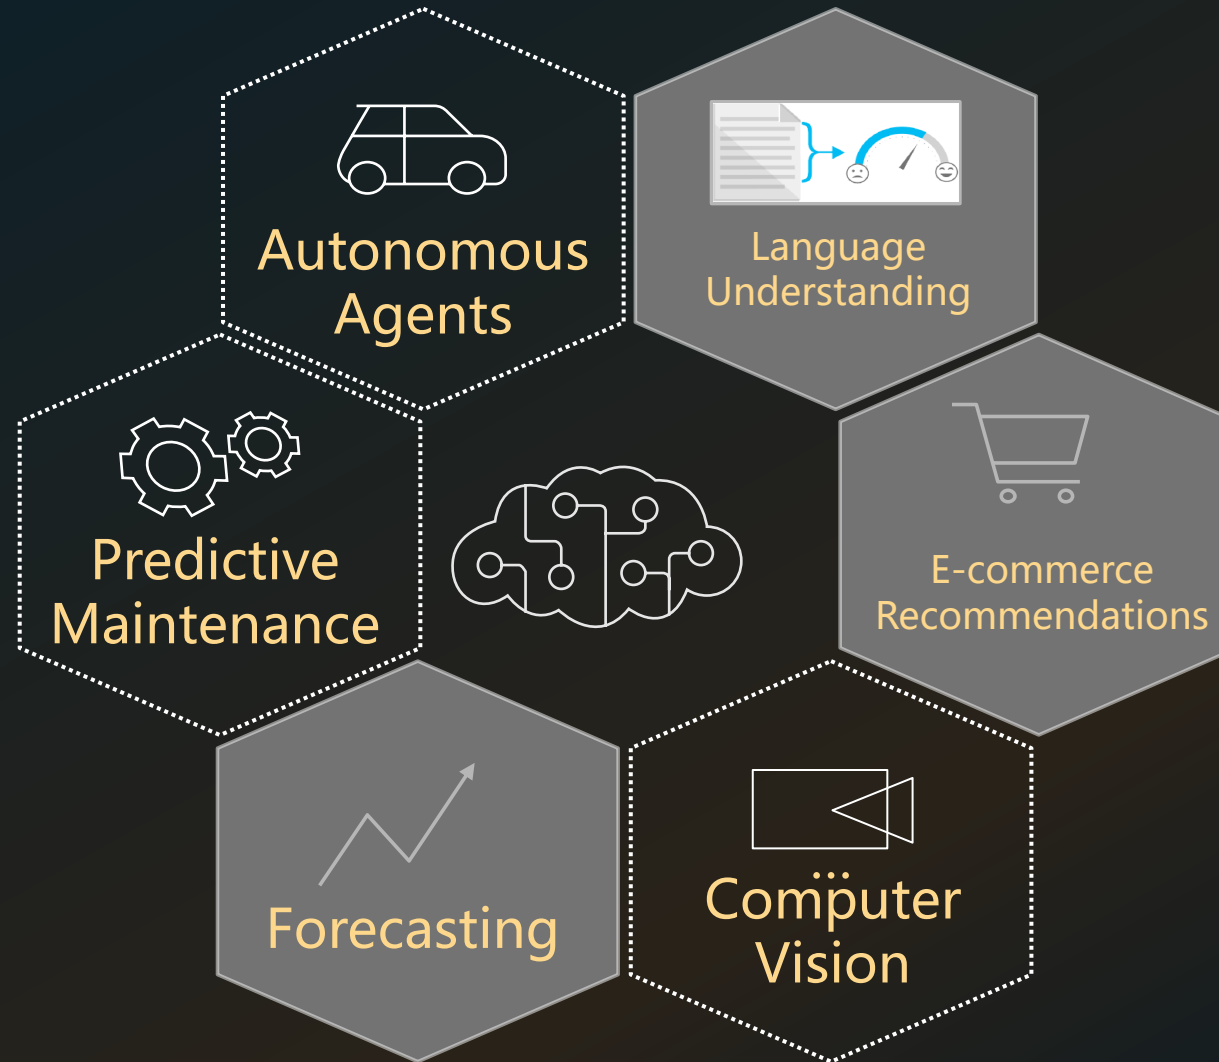 Autonomous
Agents
Language
Understanding
Predictive
Maintenance
E-commerce
Recommendations
Forecasting
Computer
Vision